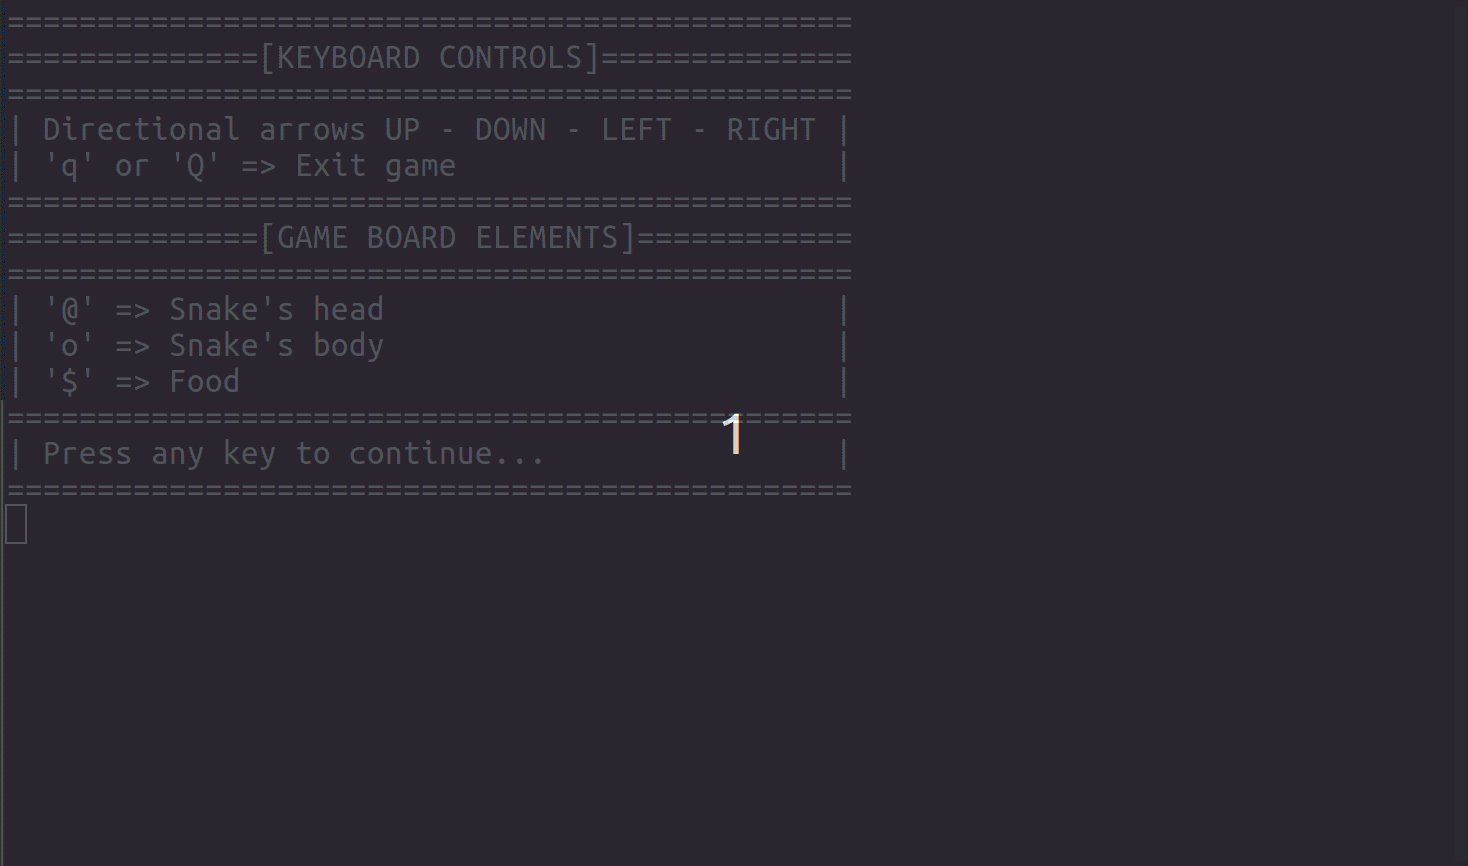 ===============================================
==============[KEYBOARD CONTROLS]==============
===============================================
| Directional arrows UP - DOWN - LEFT - RIGHT |
| 'q' or 'Q' => Exit game                     |
===============================================
==============[GAME BOARD ELEMENTS]============
===============================================
| '@' => Snake's head                         |
| 'o' => Snake's body                         |
| '$' => Food                                 |
===============================================
1
| Press any key to continue...                |
===============================================